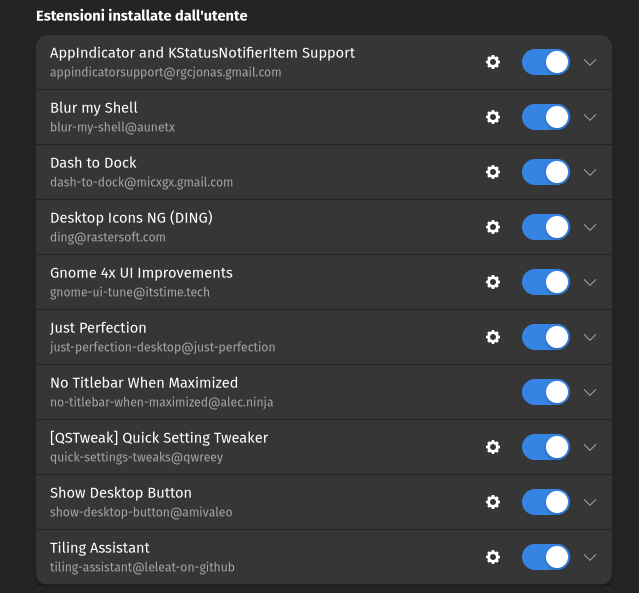 Estensioni installate dall'utente
AppIndicator and KStatusNotifierItem Support
appindicatorsupport@rgcjonas.gmail.com
Blur my Shell
blur-my-shell@aunetx
Dash to Dock
dash-to-dock@micxgx.gmail.com
Desktop Icons NG (DING)
ding@rastersoft.com
Gnome 4x UI Improvements
gnome-ui-tune@itstime.tech
Just Perfection
just-perfection-desktop@just-perfection
No Titlebar When Maximized
no-titlebar-when-maximized@alec.ninja
[QSTweak] Quick Setting Tweaker
quick-settings-tweaks@qwreey
Show Desktop Button
show-desktop-button@amivaleo
Tiling Assistant
tiling-assistant@leleat-on-github